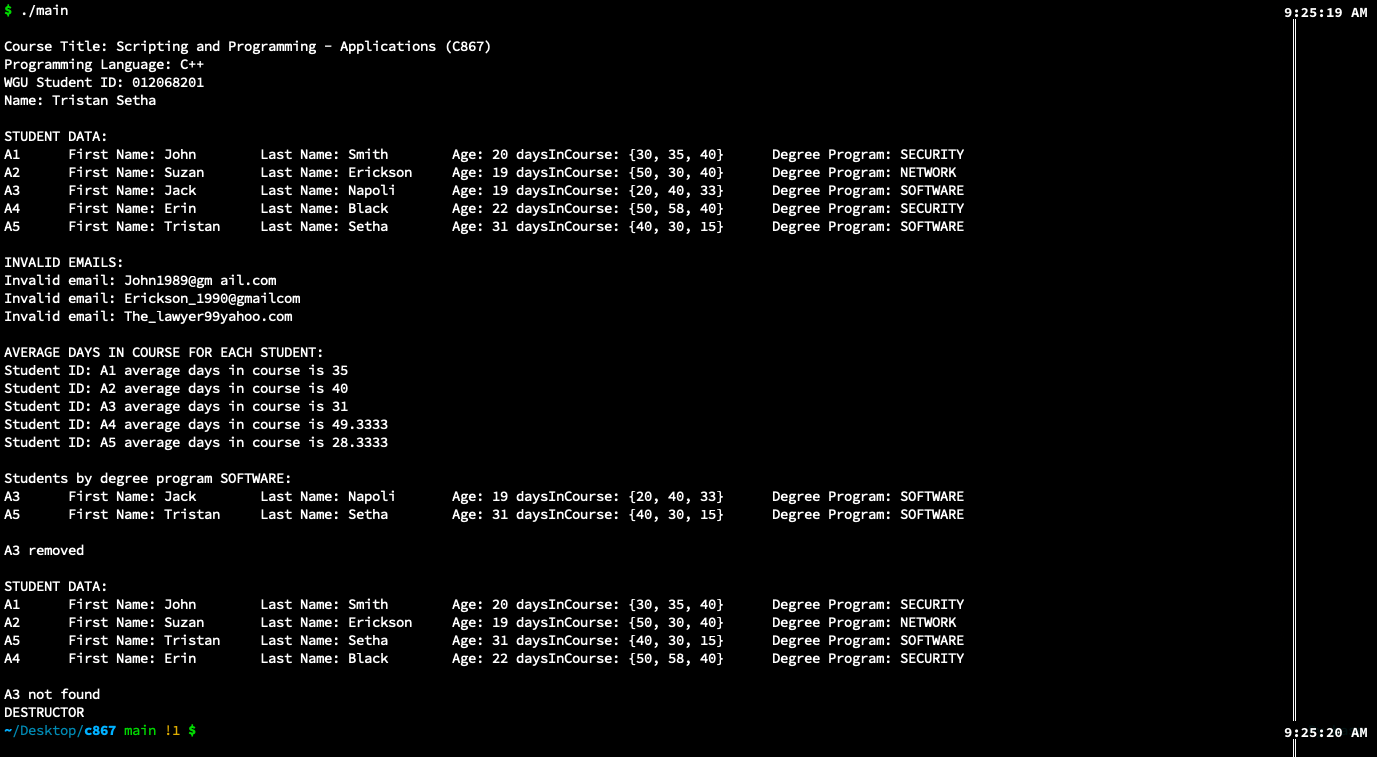 $ ./main 9:25:19 AM
Course Title: Scripting and Programming - Applications (C867)
Programming Language: C++
WGU Student ID: 012068201
Name: Tristan Setha
STUDENT DATA:
A1 First Name: John Last Name: Smith Age: 20 daysInCourse: {30, 35, 40} Degree Program: SECURITY
A2 First Name: Suzan Last Name: Erickson Age: 19 daysInCourse: {50, 30, 40} Degree Program: NETWORK
A3 First Name: Jack Last Name: Napoli Age: 19 daysInCourse: {20, 40, 33} Degree Program: SOFTWARE
A4 First Name: Erin Last Name: Black Age: 22 daysInCourse: {50, 58, 40} Degree Program: SECURITY
A5 First Name: Tristan Last Name: Setha Age: 31 daysInCourse: {40, 30, 15} Degree Program: SOFTWARE
INVALID EMAILS:
Invalid email: John1989@gm ail.com
Invalid email: Erickson_1990@gmailcom
Invalid email: The_lawyer99yahoo.com
AVERAGE DAYS IN COURSE FOR EACH STUDENT:
Student ID: A1 average days in course is 35
Student ID: A2 average days in course is 40
Student ID: A3 average days in course is 31
Student ID: A4 average days in course is 49.3333
Student ID: A5 average days in course is 28.3333
Students by degree program SOFTWARE:
A3 First Name: Jack Last Name: Napoli Age: 19 daysInCourse: {20, 40, 33} Degree Program: SOFTWARE
A5 First Name: Tristan Last Name: Setha Age: 31 daysInCourse: {40, 30, 15} Degree Program: SOFTWARE
A3 removed
STUDENT DATA:
A1 First Name: John Last Name: Smith Age: 20 daysInCourse: {30, 35, 40} Degree Program: SECURITY
A2 First Name: Suzan Last Name: Erickson Age: 19 daysInCourse: {50, 30, 40} Degree Program: NETWORK
A5 First Name: Tristan Last Name: Setha Age: 31 daysInCourse: {40, 30, 15} Degree Program: SOFTWARE
A4 First Name: Erin Last Name: Black Age: 22 daysInCourse: {50, 58, 40} Degree Program: SECURITY
A3 not found
DESTRUCTOR
~/Desktop/c867 main !1 $ 9:25:20 AM